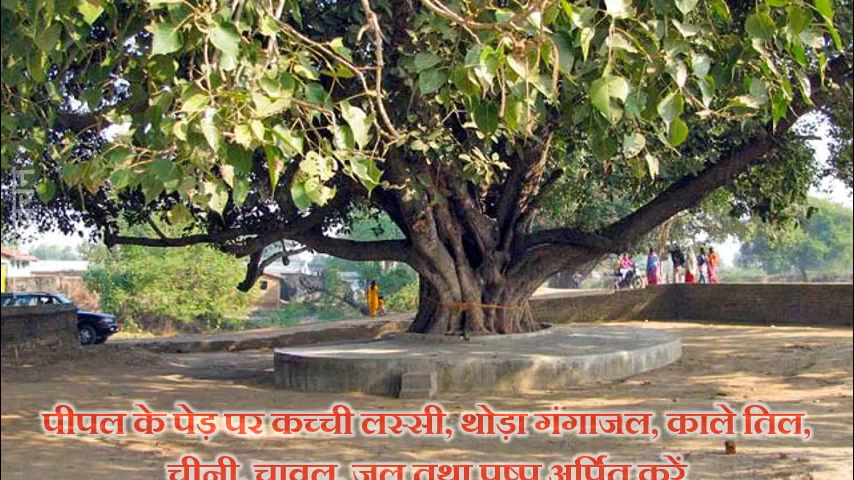 पीपल के पेड़ पर कच्ची लस्सी, थोड़ा गंगाजल, काले तिल,
चीनी, चावल, जल तथा पुष्प अर्पित करें